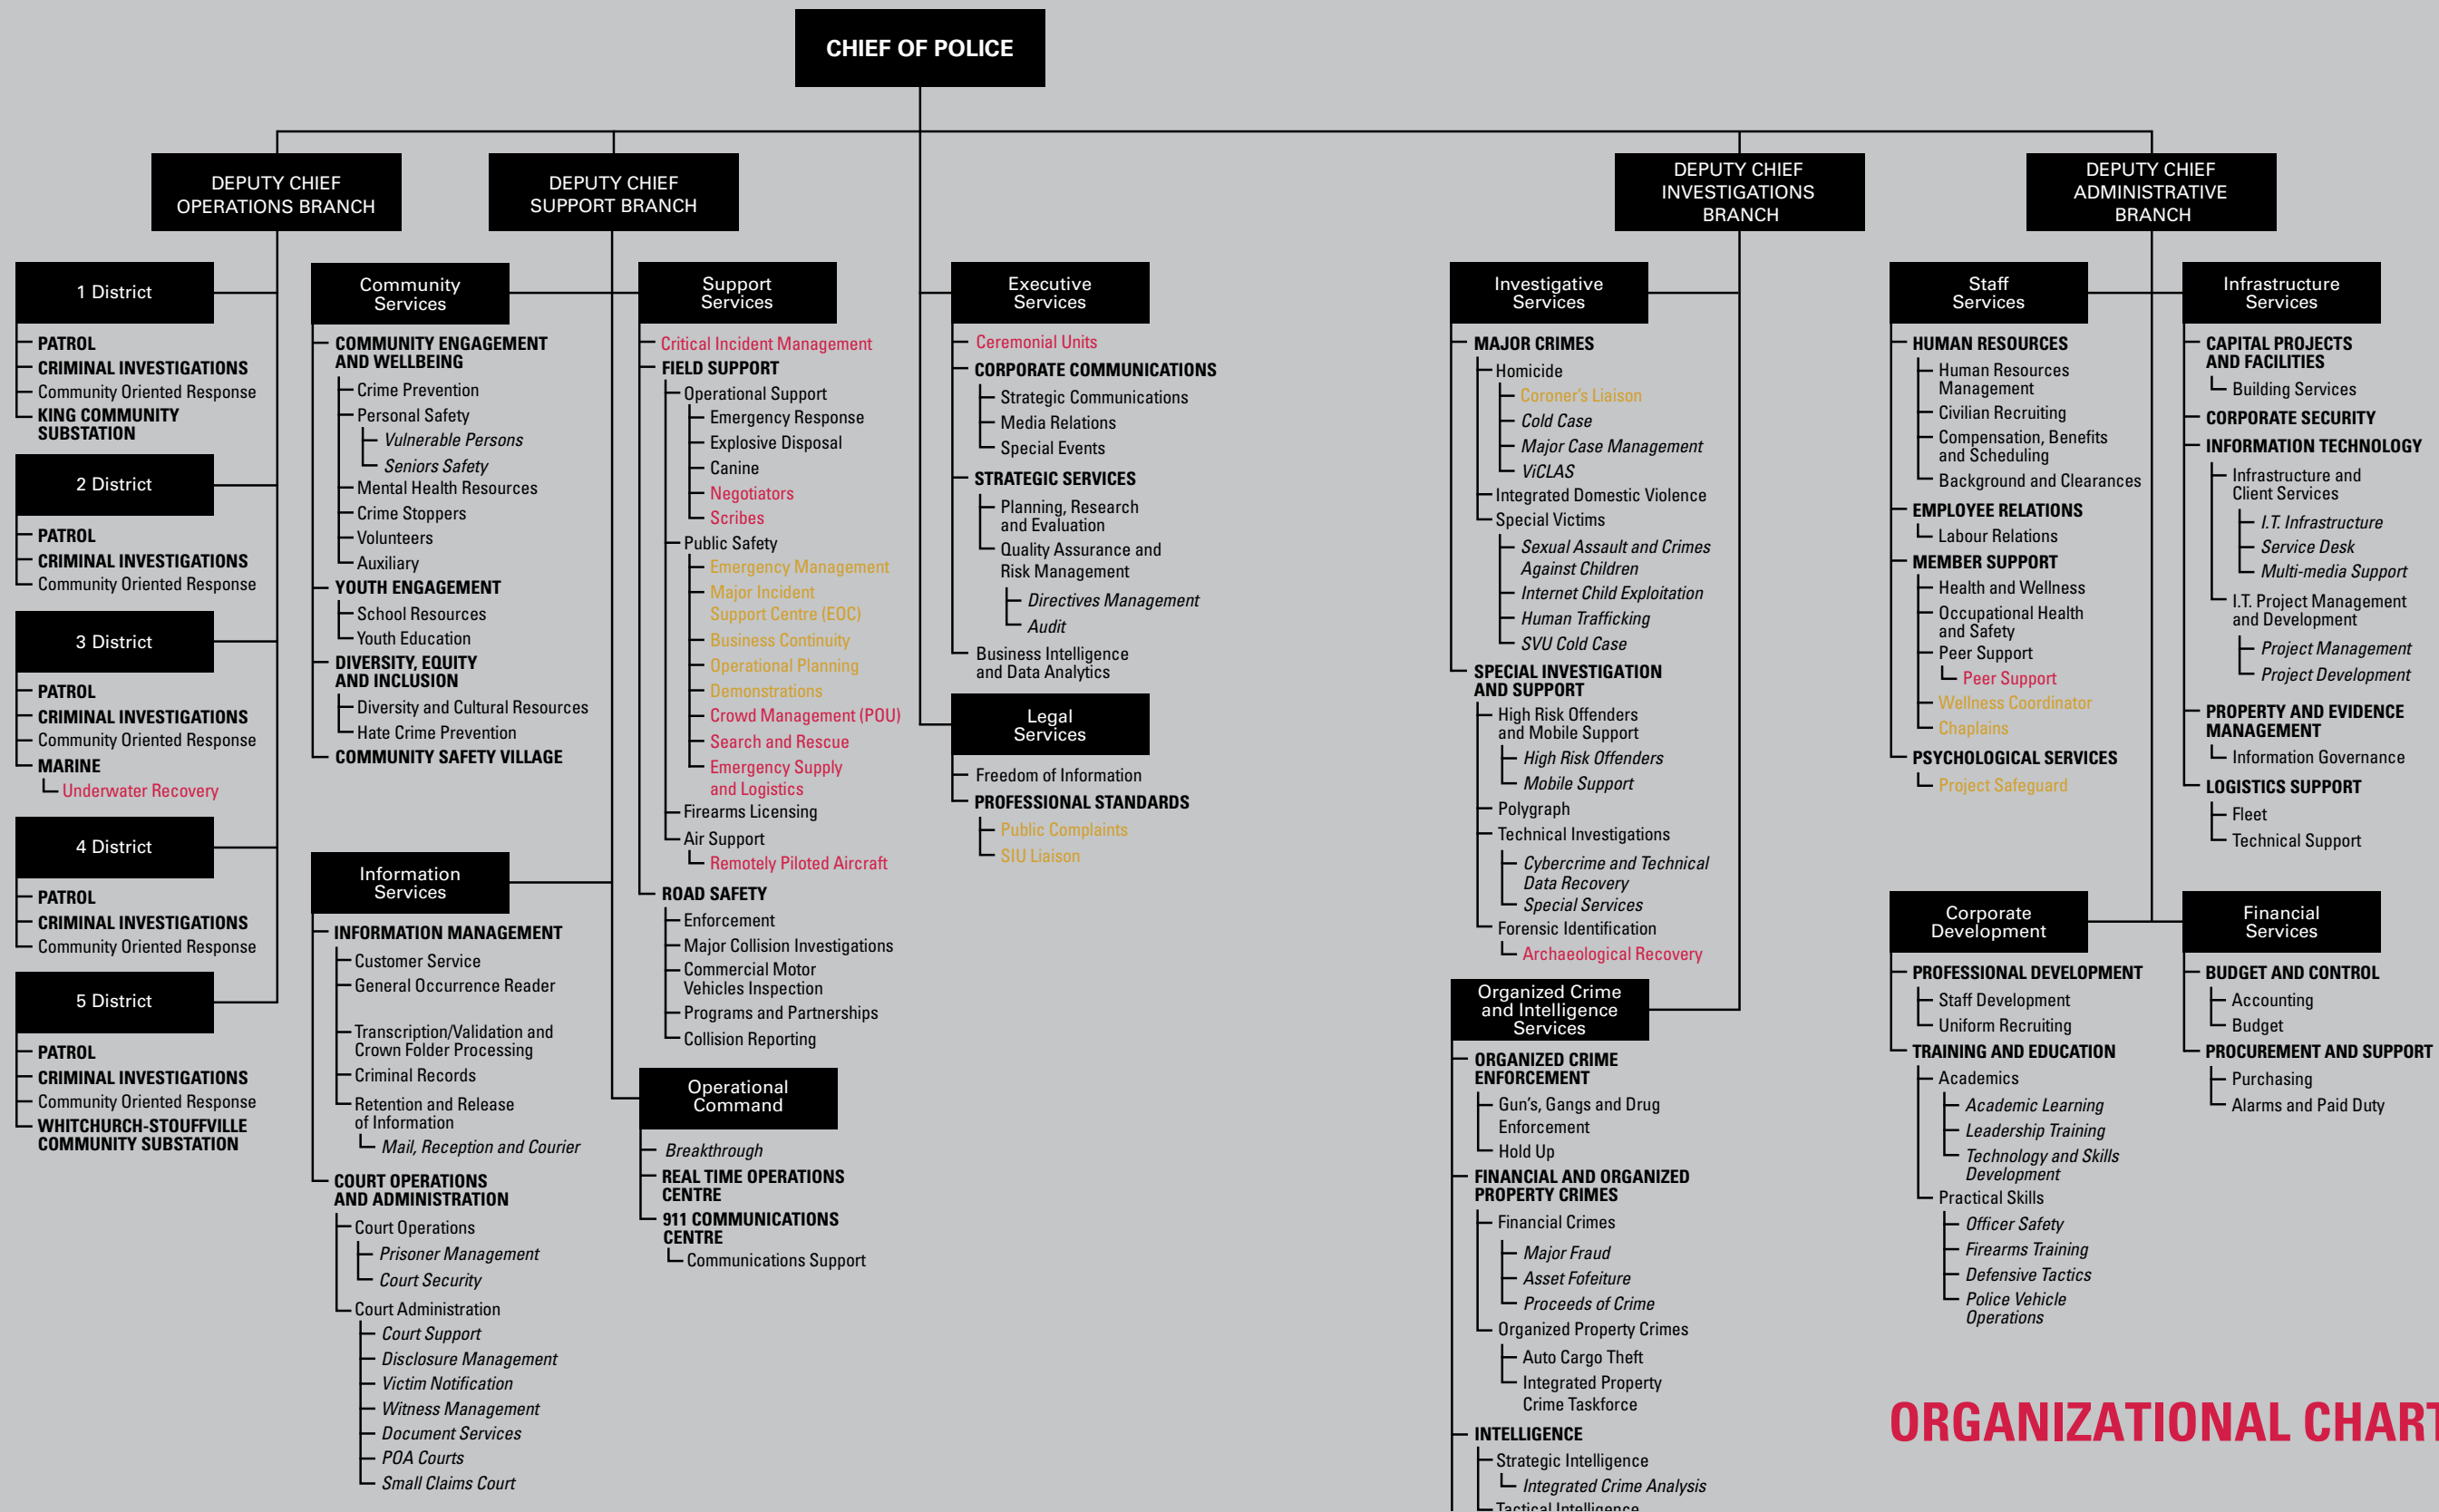 CHIEF OF POLICE
DEPUTY CHIEF
OPERATIONS BRANCH
DEPUTY CHIEF
SUPPORT BRANCH
DEPUTY CHIEF
INVESTIGATIONS
BRANCH
DEPUTY CHIEF
ADMINISTRATIVE
BRANCH
1 District
PATROL
CRIMINAL INVESTIGATIONS
Community Oriented Response
KING COMMUNITY
SUBSTATION
2 District
PATROL
CRIMINAL INVESTIGATIONS
Community Oriented Response
3 District
PATROL
CRIMINAL INVESTIGATIONS
Community Oriented Response
MARINE
Underwater Recovery
4 District
PATROL
CRIMINAL INVESTIGATIONS
Community Oriented Response
5 District
PATROL
CRIMINAL INVESTIGATIONS
Community Oriented Response
WHITCHURCH-STOUFFVILLE
COMMUNITY SUBSTATION
Community
Services
COMMUNITY ENGAGEMENT
AND WELLBEING
Crime Prevention
Personal Safety
Vulnerable Persons
Seniors Safety
Mental Health Resources
Crime Stoppers
Volunteers
Auxiliary
YOUTH ENGAGEMENT
School Resources
Youth Education
DIVERSITY, EQUITY
AND INCLUSION
Diversity and Cultural Resources
Hate Crime Prevention
COMMUNITY SAFETY VILLAGE
Information
Services
INFORMATION MANAGEMENT
Customer Service
General Occurrence Reader
Transcription/Validation and
Crown Folder Processing
Criminal Records
Retention and Release
of Information
Mail, Reception and Courier
COURT OPERATIONS
AND ADMINISTRATION
Court Operations
Prisoner Management
Court Security
Court Administration
Court Support
Disclosure Management
Victim Notification
Witness Management
Document Services
POA Courts
Small Claims Court
Support
Services
Critical Incident Management
FIELD SUPPORT
Operational Support
Emergency Response
Explosive Disposal
Canine
Negotiators
Scribes
Public Safety
Emergency Management
Major Incident
Support Centre (EOC)
Business Continuity
Operational Planning
Demonstrations
Crowd Management (POU)
Search and Rescue
Emergency Supply
and Logistics
Firearms Licensing
Air Support
Remotely Piloted Aircraft
ROAD SAFETY
Enforcement
Major Collision Investigations
Commercial Motor
Vehicles Inspection
Programs and Partnerships
Collision Reporting
Operational
Command
Breakthrough
REAL TIME OPERATIONS
CENTRE
911 COMMUNICATIONS
CENTRE
Communications Support
Executive
Services
Ceremonial Units
CORPORATE COMMUNICATIONS
Strategic Communications
Media Relations
Special Events
STRATEGIC SERVICES
Planning, Research
and Evaluation
Quality Assurance and
Risk Management
Directives Management
Audit
Business Intelligence
and Data Analytics
Legal
Services
Freedom of Information
PROFESSIONAL STANDARDS
Public Complaints
SIU Liaison
Investigative
Services
MAJOR CRIMES
Homicide
Coroner's Liaison
Cold Case
Major Case Management
ViCLAS
Integrated Domestic Violence
Special Victims
Sexual Assault and Crimes
Against Children
Internet Child Exploitation
Human Trafficking
SVU Cold Case
SPECIAL INVESTIGATION
AND SUPPORT
High Risk Offenders
and Mobile Support
High Risk Offenders
Mobile Support
Polygraph
Technical Investigations
Cybercrime and Technical
Data Recovery
Special Services
Forensic Identification
Archaeological Recovery
Organized Crime
and Intelligence
Services
ORGANIZED CRIME
ENFORCEMENT
Gun's, Gangs and Drug
Enforcement
Hold Up
FINANCIAL AND ORGANIZED
PROPERTY CRIMES
Financial Crimes
Major Fraud
Asset Fofeiture
Proceeds of Crime
Organized Property Crimes
Auto Cargo Theft
Integrated Property
Crime Taskforce
INTELLIGENCE
Strategic Intelligence
Integrated Crime Analysis
Tactical Intelligence
Staff
Services
HUMAN RESOURCES
Human Resources
Management
Civilian Recruiting
Compensation, Benefits
and Scheduling
Background and Clearances
EMPLOYEE RELATIONS
Labour Relations
MEMBER SUPPORT
Health and Wellness
Occupational Health
and Safety
Peer Support
Peer Support
Wellness Coordinator
Chaplains
PSYCHOLOGICAL SERVICES
Project Safeguard
Corporate
Development
PROFESSIONAL DEVELOPMENT
Staff Development
Uniform Recruiting
TRAINING AND EDUCATION
Academics
Academic Learning
Leadership Training
Technology and Skills
Development
Practical Skills
Officer Safety
Firearms Training
Defensive Tactics
Police Vehicle
Operations
Infrastructure
Services
CAPITAL PROJECTS
AND FACILITIES
Building Services
CORPORATE SECURITY
INFORMATION TECHNOLOGY
Infrastructure and
Client Services
I.T. Infrastructure
Service Desk
Multi-media Support
I.T. Project Management
and Development
Project Management
Project Development
PROPERTY AND EVIDENCE
MANAGEMENT
Information Governance
LOGISTICS SUPPORT
Fleet
Technical Support
Financial
Services
BUDGET AND CONTROL
Accounting
Budget
PROCUREMENT AND SUPPORT
Purchasing
Alarms and Paid Duty
ORGANIZATIONAL CHART